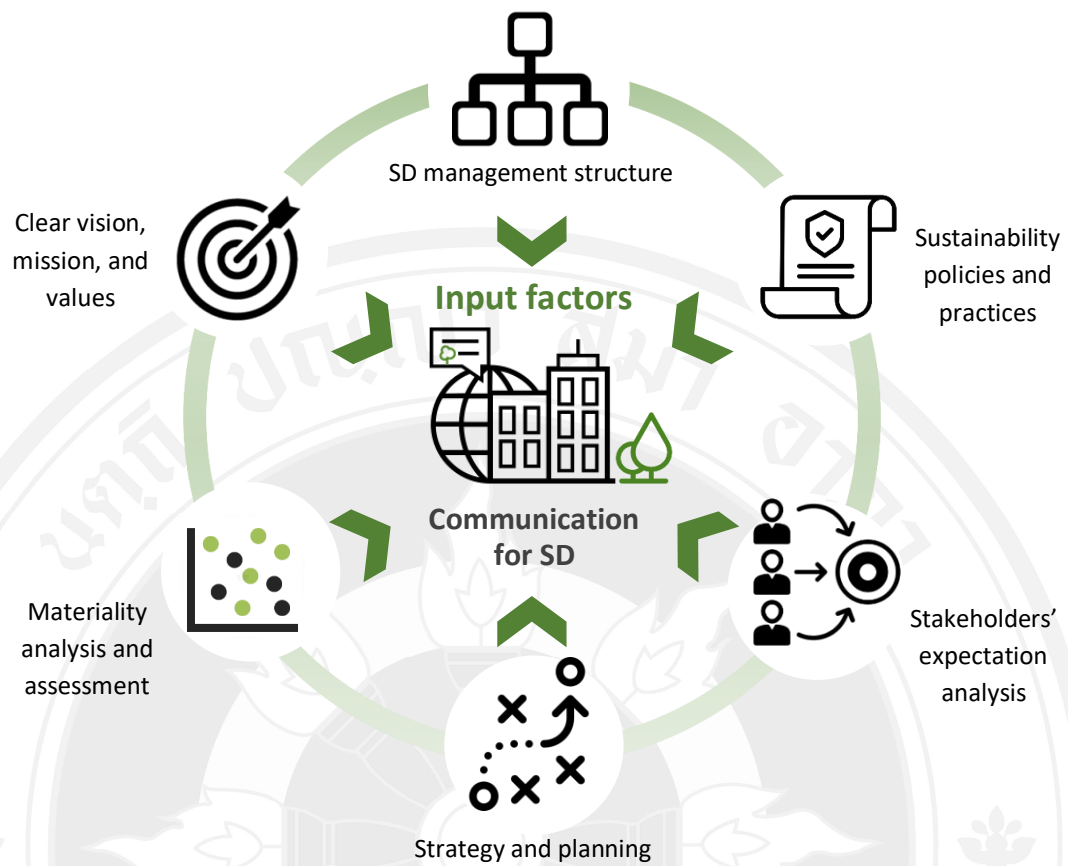 SD management structure
Clear vision,
mission, and
values
Sustainability
policies and
practices
Input factors
Communication
for SD
Materiality
analysis and
assessment
Stakeholders’
expectation
analysis
Strategy and planning